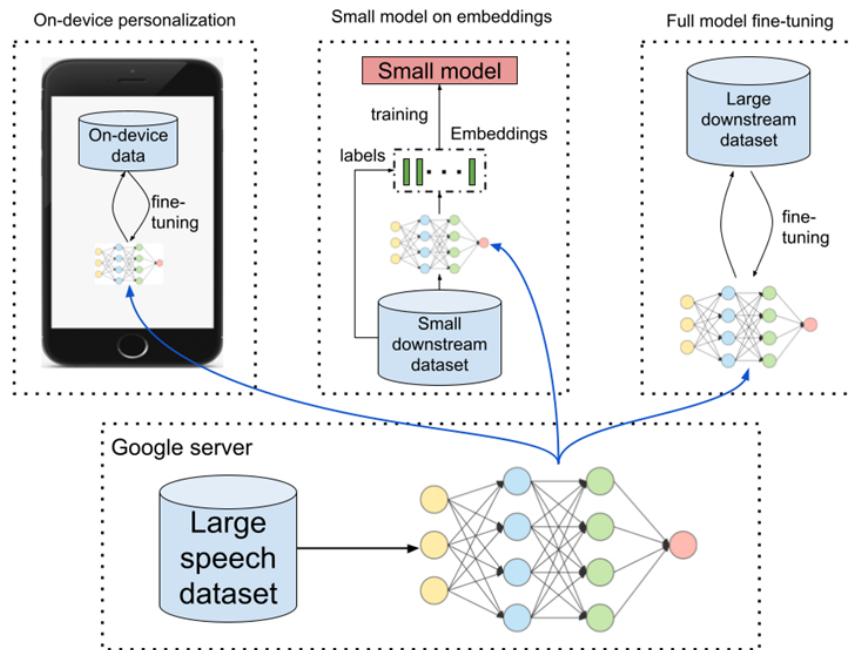 On-device personalization
Small model on embeddings
Full model fine-tuning
On-device
data
fine-
tuning
Small model
training
Embeddings
labels
Small
downstream
dataset
Large
downstream
dataset
fine-
tuning
Google server
Large
speech
dataset